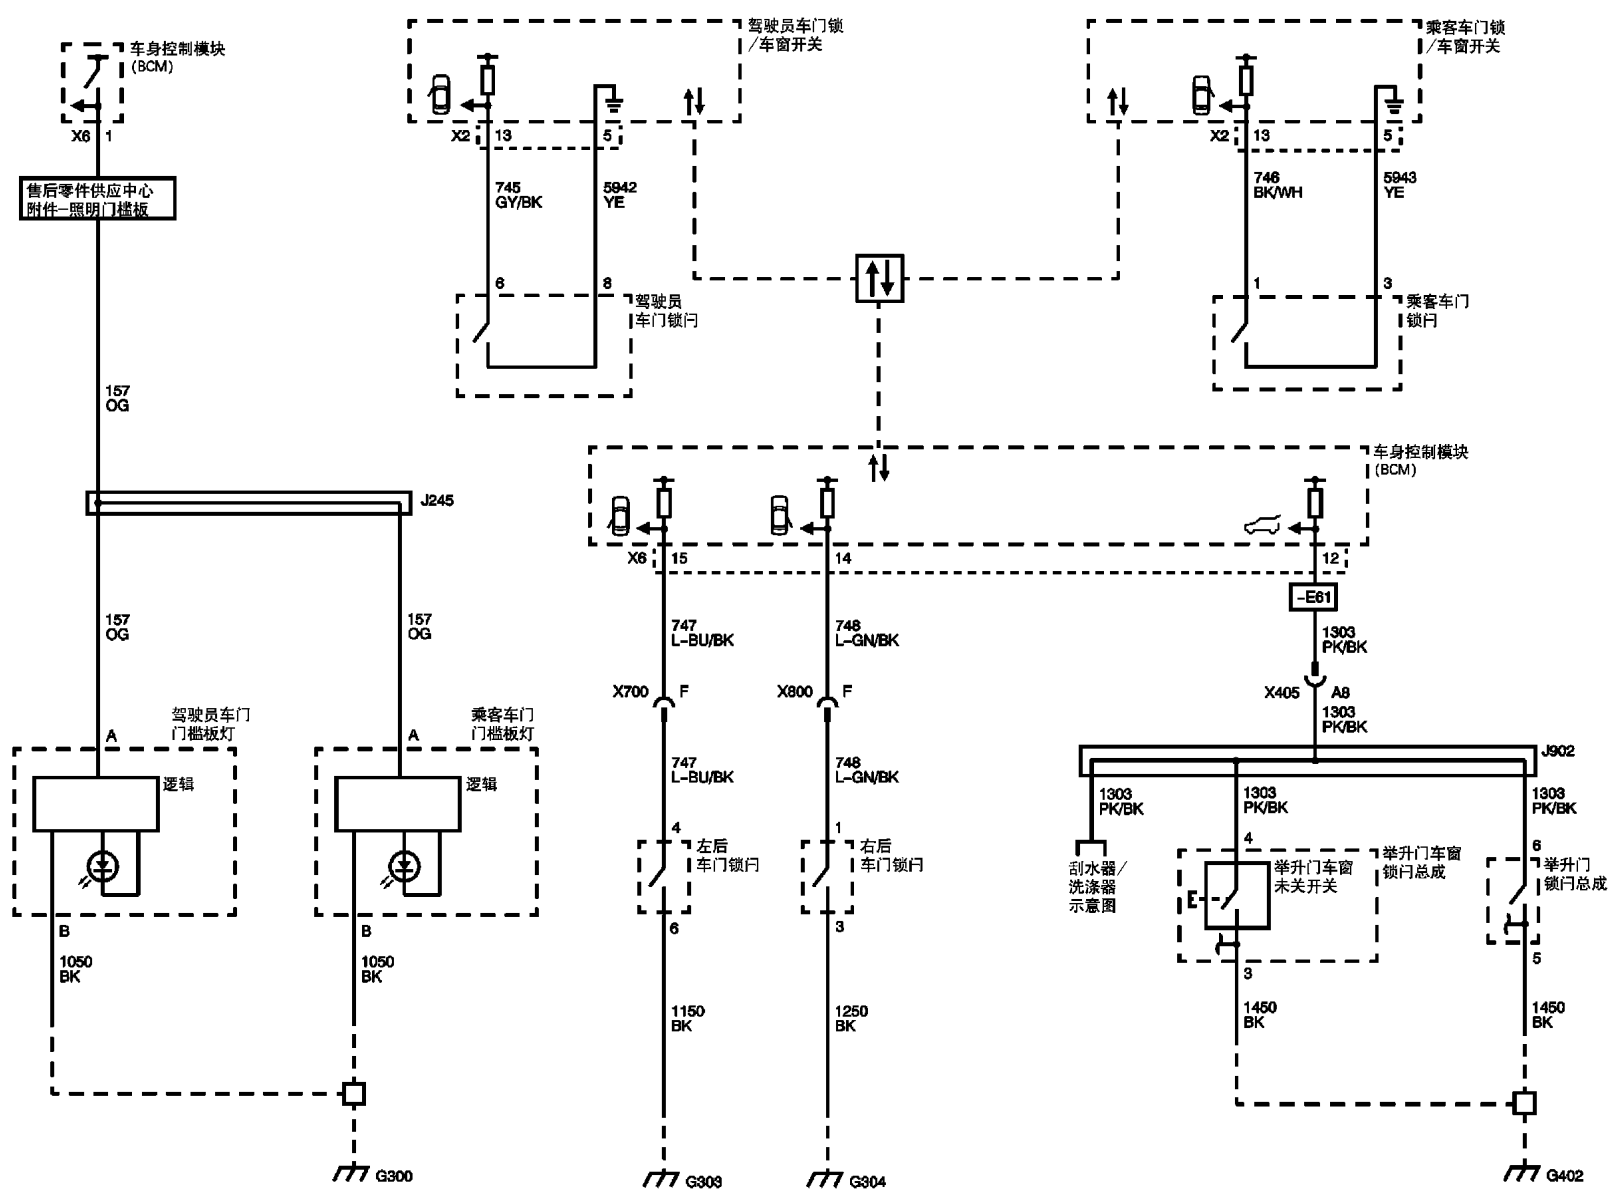 车身控制模块
(BCM)
X6 1
售后零件供应中心
附件-照明门槛板
157
OG
J245
157
OG
157
OG
驾驶员车门
门槛板灯
A
逻辑
B
1050
BK
乘客车门
门槛板灯
A
逻辑
B
1050
BK
G300
驾驶员车门锁
/车窗开关
X2 13 5
745
GY/BK
5942
YE
6 8
驾驶员
车门锁闩
乘客车门锁
/车窗开关
X2 13 5
746
BK/WH
5943
YE
1 3
乘客车门
锁闩
车身控制模块
(BCM)
X6 15 14 12
747
L-BU/BK
X700 F
747
L-BU/BK
4
左后
车门锁闩
6
1150
BK
G303
748
L-GN/BK
X800 F
748
L-GN/BK
1
右后
车门锁闩
3
1250
BK
G304
-E61
1303
PK/BK
X405 A8
1303
PK/BK
J902
1303
PK/BK
刮水器/
洗涤器
示意图
1303
PK/BK
4
举升门车窗
未关开关
举升门车窗
锁闩总成
3
1450
BK
1303
PK/BK
6
举升门
锁闩总成
5
1450
BK
G402